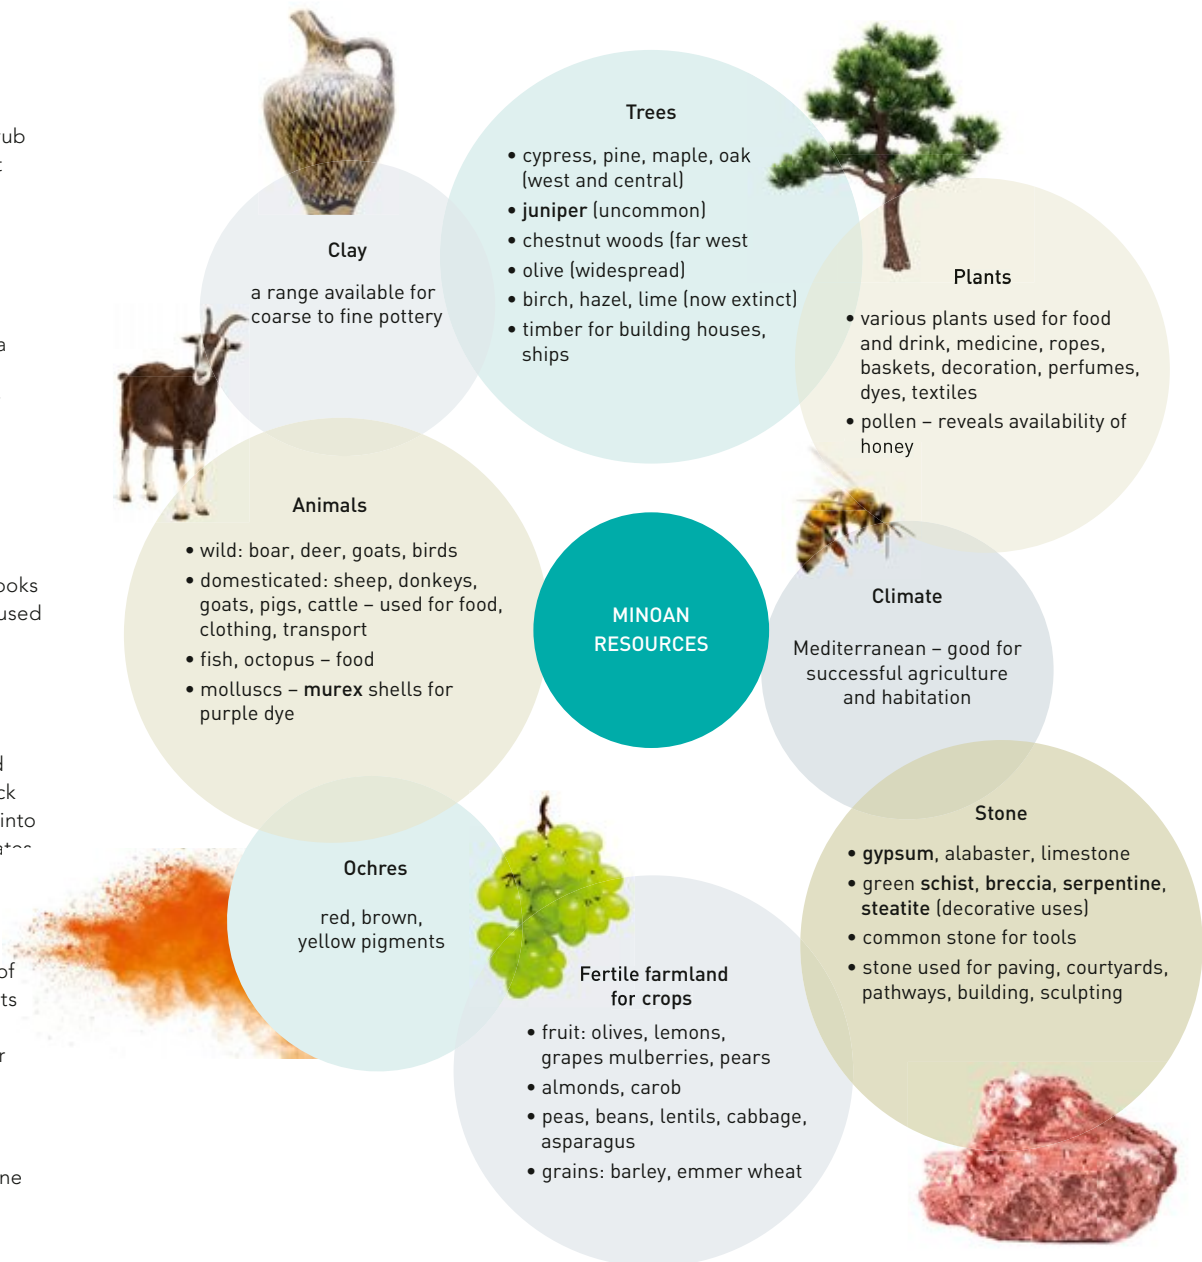 rub
a
ooks
used
d
ck
into
of
ts
r
ne
Trees
• cypress, pine, maple, oak
(west and central)
• juniper (uncommon)
• chestnut woods (far west
• olive (widespread)
• birch, hazel, lime (now extinct)
• timber for building houses,
ships
Clay
a range available for
coarse to fine pottery
Plants
• various plants used for food
and drink, medicine, ropes,
baskets, decoration, perfumes,
dyes, textiles
• pollen – reveals availability of
honey
Animals
• wild: boar, deer, goats, birds
• domesticated: sheep, donkeys,
goats, pigs, cattle – used for food,
clothing, transport
• fish, octopus – food
• molluscs – murex shells for
purple dye
MINOAN
RESOURCES
Climate
Mediterranean – good for
successful agriculture
and habitation
Stone
• gypsum, alabaster, limestone
• green schist, breccia, serpentine,
steatite (decorative uses)
• common stone for tools
• stone used for paving, courtyards,
pathways, building, sculpting
Ochres
red, brown,
yellow pigments
Fertile farmland
for crops
• fruit: olives, lemons,
grapes mulberries, pears
• almonds, carob
• peas, beans, lentils, cabbage,
asparagus
• grains: barley, emmer wheat